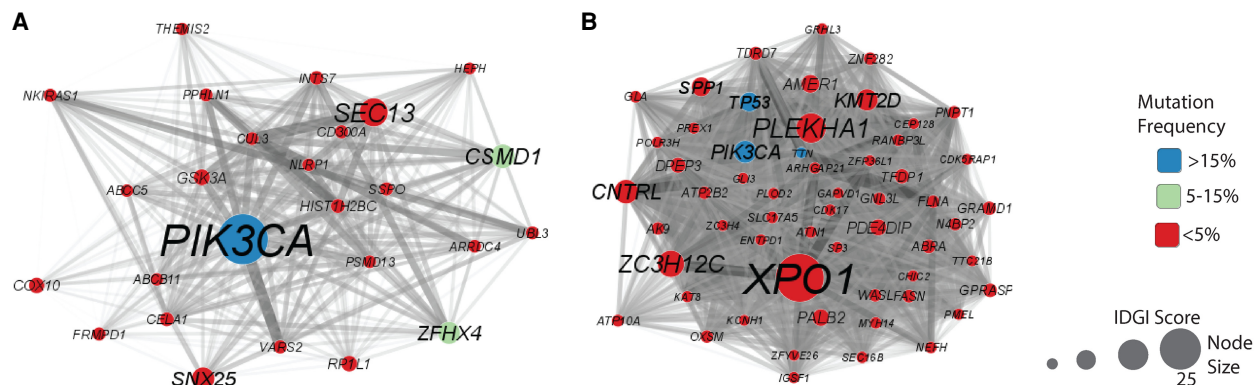 A
THEMIS2
HEPH
INTS7
NKIRAS1
PPHLN1
SEC13
CD300A
CUL3
CSMD1
NLRP1
GSK3A
ABCC5
SSPO
HIST1H2BC
UBL3
PIK3CA
ARRDC4
PSMD13
ABCB11
COX10
CELA1
FRMPD1
ZFHX4
VARS2
RP1L1
SNX25
B
GRHL3
TDRD7
ZNF282
SPP1
AMER1
GLA
TP53
KMT2D
PNPT1
PREX1
PLEKHA1
CEP128
POLR3H
RANBP3L
PIK3CA
TTN
DPEP3
ARHGAP21
ZFP36L1
CDK5RAP1
GLI3
TFDP1
CNTRL
ATP2B2
PLOD2
GAPVD1
GNL3L
FLNA
GRAMD1
CDK17
AK9
ZC3H4
SLC17A5
PDE4DIP
N4BP2
ENTPD1
ATN1
SP3
ABRA
ZC3H12C
TTC21B
XPO1
CHIC2
KAT8
WASL
FASN
GPRASP
ATP10A
KCNH1
PALB2
MYH14
PMEL
OXSM
ZFYVE26
SEC16B
NEFH
IGSF1
Mutation
Frequency
>15%
5-15%
<5%
IDGI Score
Node
Size
25